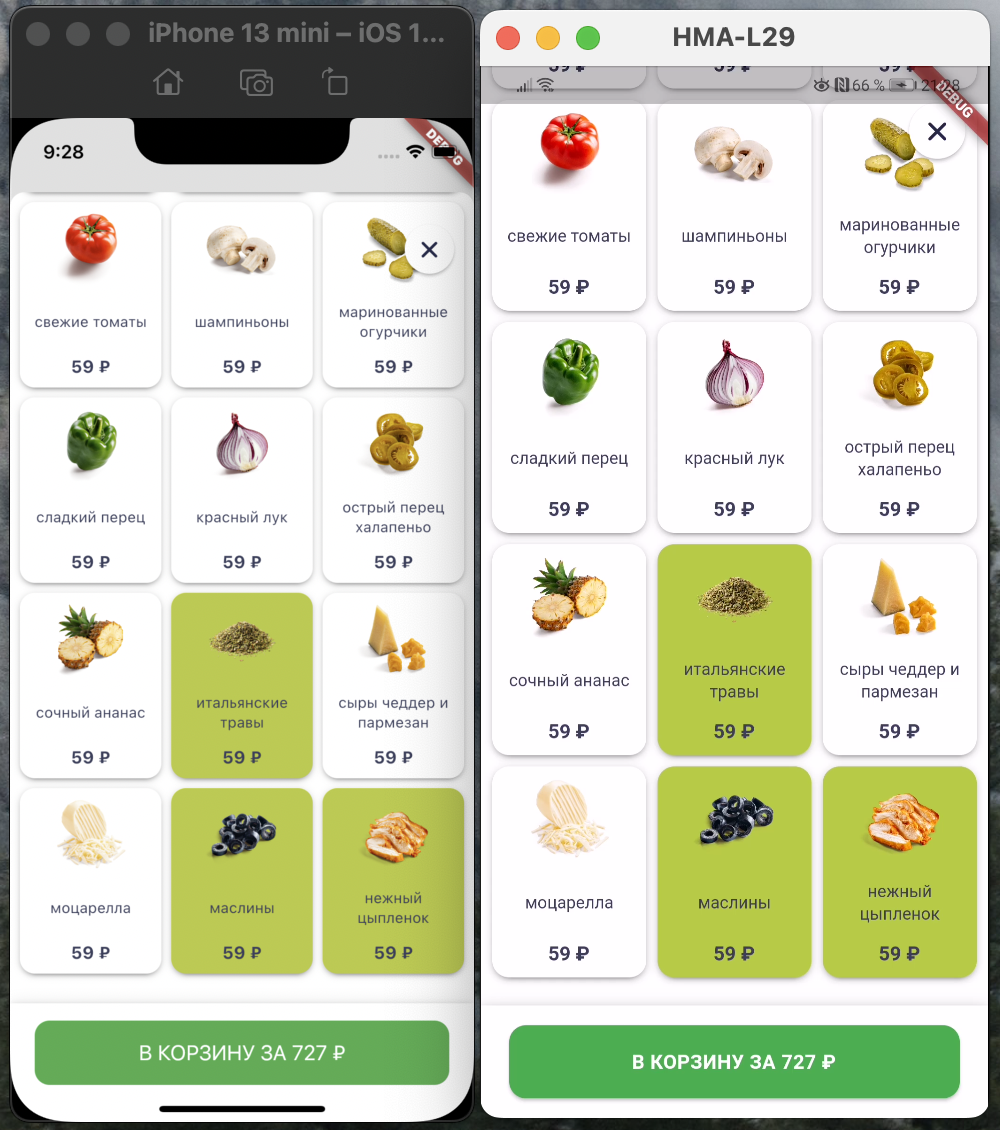 iPhone 13 mini – iOS 1...
9:28
DEBUG
свежие томаты
59 ₽
шампиньоны
59 ₽
маринованные
огурчики
59 ₽
сладкий перец
59 ₽
красный лук
59 ₽
острый перец
халапеньо
59 ₽
сочный ананас
59 ₽
итальянские
травы
59 ₽
сыры чеддер и
пармезан
59 ₽
моцарелла
59 ₽
маслины
59 ₽
нежный
цыпленок
59 ₽
В КОРЗИНУ ЗА 727 ₽
HMA-L29
59 ₽
59 ₽
59 ₽
66 %
DEBUG
свежие томаты
59 ₽
шампиньоны
59 ₽
маринованные
огурчики
59 ₽
сладкий перец
59 ₽
красный лук
59 ₽
острый перец
халапеньо
59 ₽
сочный ананас
59 ₽
итальянские
травы
59 ₽
сыры чеддер и
пармезан
59 ₽
моцарелла
59 ₽
маслины
59 ₽
нежный
цыпленок
59 ₽
В КОРЗИНУ ЗА 727 ₽